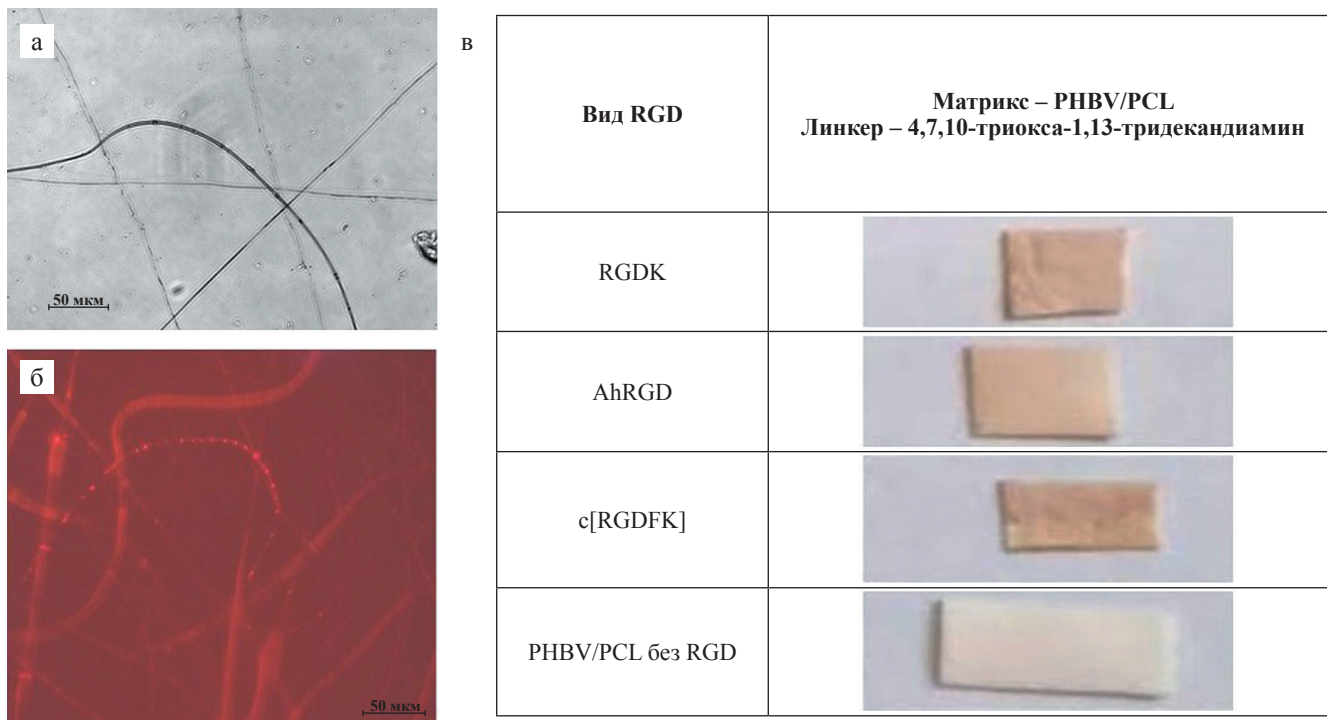 а
50 мкм
б
50 мкм
в
Вид RGD
Матрикс – PHBV/PCL
Линкер – 4,7,10-триокса-1,13-тридекандиамин
RGDK
AhRGD
c[RGDFK]
PHBV/PCL без RGD